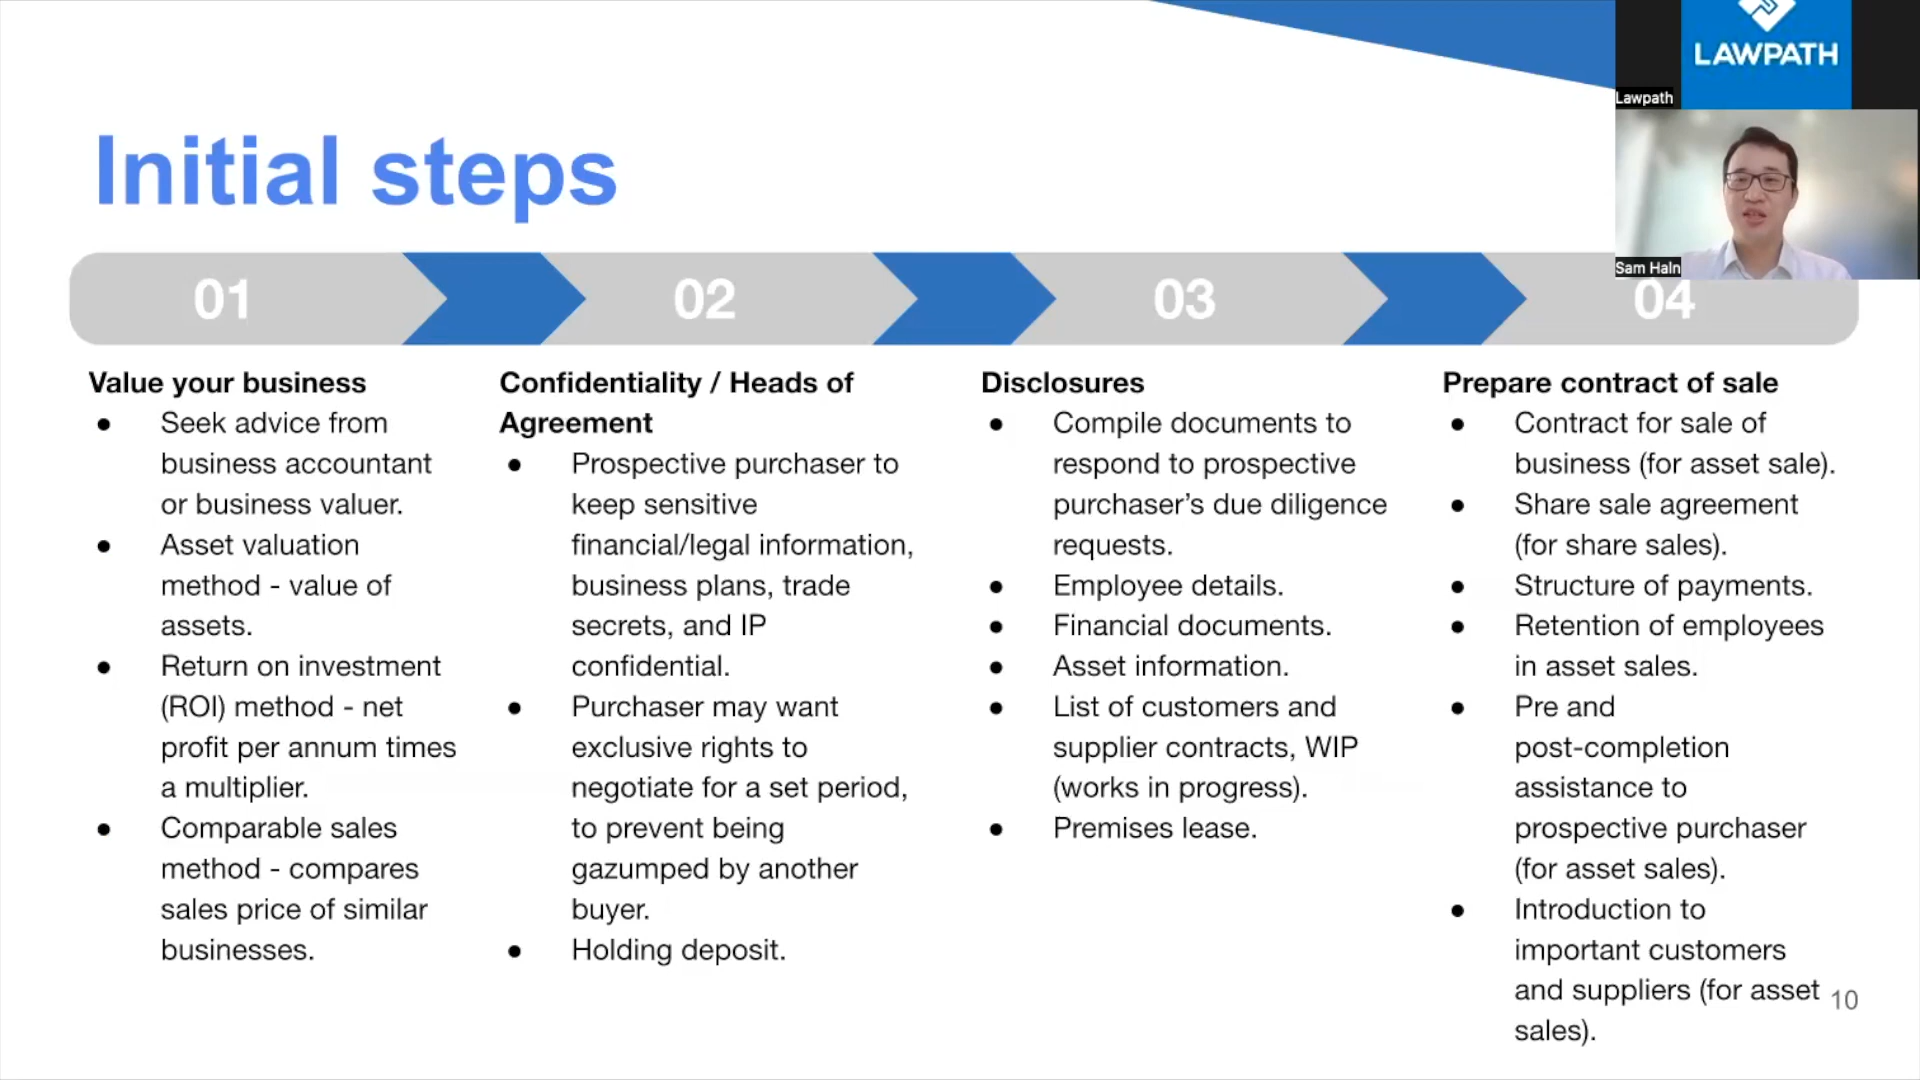 LAWPATH
Lawpath
Initial steps
Sam Haln
01
02
03
04
Value your business
● Seek advice from
business accountant
or business valuer.
● Asset valuation
method - value of
assets.
● Return on investment
(ROI) method - net
profit per annum times
a multiplier.
● Comparable sales
method - compares
sales price of similar
businesses.
Confidentiality / Heads of
Agreement
● Prospective purchaser to
keep sensitive
financial/legal information,
business plans, trade
secrets, and IP
confidential.
● Purchaser may want
exclusive rights to
negotiate for a set period,
to prevent being
gazumped by another
buyer.
● Holding deposit.
Disclosures
● Compile documents to
respond to prospective
purchaser’s due diligence
requests.
● Employee details.
● Financial documents.
● Asset information.
● List of customers and
supplier contracts, WIP
(works in progress).
● Premises lease.
Prepare contract of sale
● Contract for sale of
business (for asset sale).
● Share sale agreement
(for share sales).
● Structure of payments.
● Retention of employees
in asset sales.
● Pre and
post-completion
assistance to
prospective purchaser
(for asset sales).
● Introduction to
important customers
and suppliers (for asset
sales).
10